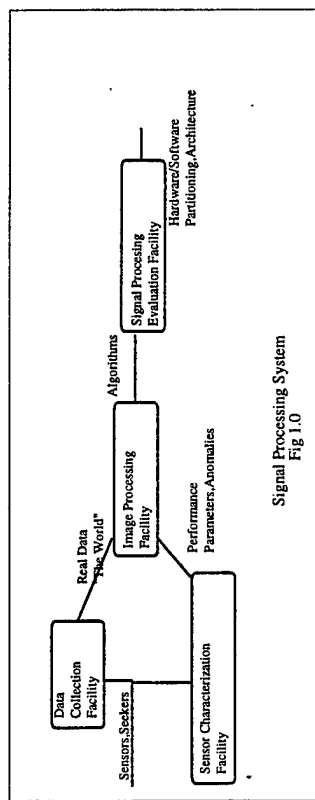 Data
Collection
Facility
Sensors,Seekers
Sensor Characterization
Facility
Real Data
"The World"
Image Processing
Facility
Performance
Parameters,Anomalies
Algorithms
Signal Procesing
Evaluation Facility
Hardware/Software
Partitioning,Architecture
Signal Processing System
Fig 1.0